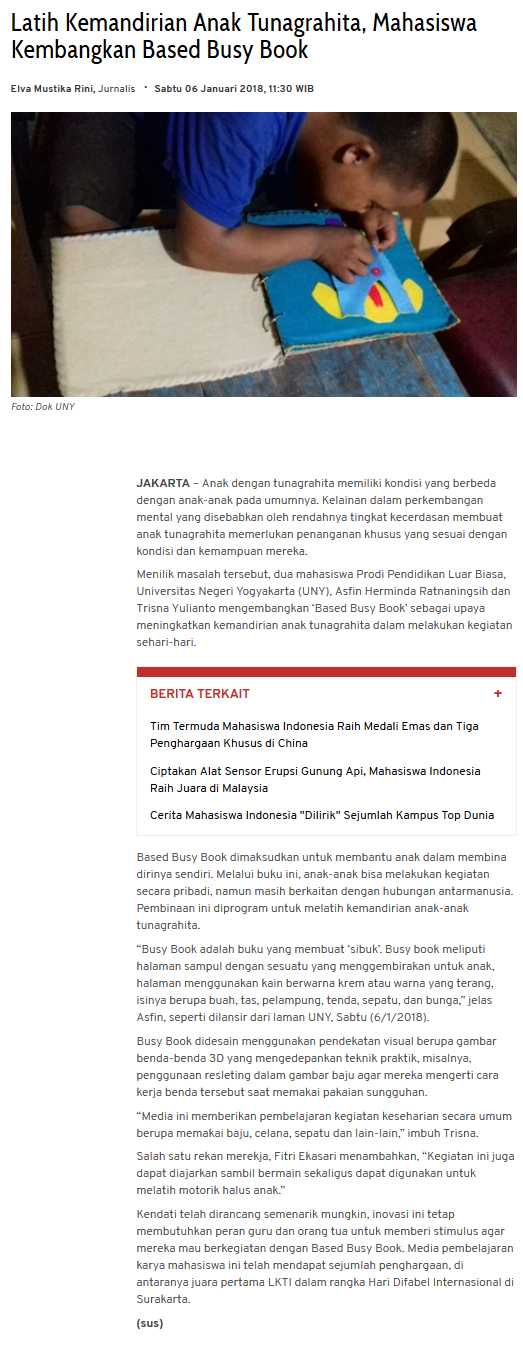 Latih Kemandirian Anak Tunagrahita, Mahasiswa
Kembangkan Based Busy Book
Elva Mustika Rini, Jurnalis · Sabtu 06 Januari 2018, 11:30 WIB
Foto: Dok UNY
JAKARTA – Anak dengan tunagrahita memiliki kondisi yang berbeda
dengan anak-anak pada umumnya. Kelainan dalam perkembangan
mental yang disebabkan oleh rendahnya tingkat kecerdasan membuat
anak tunagrahita memerlukan penanganan khusus yang sesuai dengan
kondisi dan kemampuan mereka.
Menilik masalah tersebut, dua mahasiswa Prodi Pendidikan Luar Biasa,
Universitas Negeri Yogyakarta (UNY), Asfin Herminda Ratnaningsih dan
Trisna Yulianto mengembangkan ‘Based Busy Book’ sebagai upaya
meningkatkan kemandirian anak tunagrahita dalam melakukan kegiatan
sehari-hari.
BERITA TERKAIT +
Tim Termuda Mahasiswa Indonesia Raih Medali Emas dan Tiga
Penghargaan Khusus di China
Ciptakan Alat Sensor Erupsi Gunung Api, Mahasiswa Indonesia
Raih Juara di Malaysia
Cerita Mahasiswa Indonesia "Dilirik" Sejumlah Kampus Top Dunia
Based Busy Book dimaksudkan untuk membantu anak dalam membina
dirinya sendiri. Melalui buku ini, anak-anak bisa melakukan kegiatan
secara pribadi, namun masih berkaitan dengan hubungan antarmanusia.
Pembinaan ini diprogram untuk melatih kemandirian anak-anak
tunagrahita.
“Busy Book adalah buku yang membuat ‘sibuk’. Busy book meliputi
halaman sampul dengan sesuatu yang menggembirakan untuk anak,
halaman menggunakan kain berwarna krem atau warna yang terang,
isinya berupa buah, tas, pelampung, tenda, sepatu, dan bunga,” jelas
Asfin, seperti dilansir dari laman UNY, Sabtu (6/1/2018).
Busy Book didesain menggunakan pendekatan visual berupa gambar
benda-benda 3D yang mengedepankan teknik praktik, misalnya,
penggunaan resleting dalam gambar baju agar mereka mengerti cara
kerja benda tersebut saat memakai pakaian sungguhan.
“Media ini memberikan pembelajaran kegiatan keseharian secara umum
berupa memakai baju, celana, sepatu dan lain-lain,” imbuh Trisna.
Salah satu rekan merekja, Fitri Ekasari menambahkan, “Kegiatan ini juga
dapat diajarkan sambil bermain sekaligus dapat digunakan untuk
melatih motorik halus anak.”
Kendati telah dirancang semenarik mungkin, inovasi ini tetap
membutuhkan peran guru dan orang tua untuk memberi stimulus agar
mereka mau berkegiatan dengan Based Busy Book. Media pembelajaran
karya mahasiswa ini telah mendapat sejumlah penghargaan, di
antaranya juara pertama LKTI dalam rangka Hari Difabel Internasional di
Surakarta.
(sus)